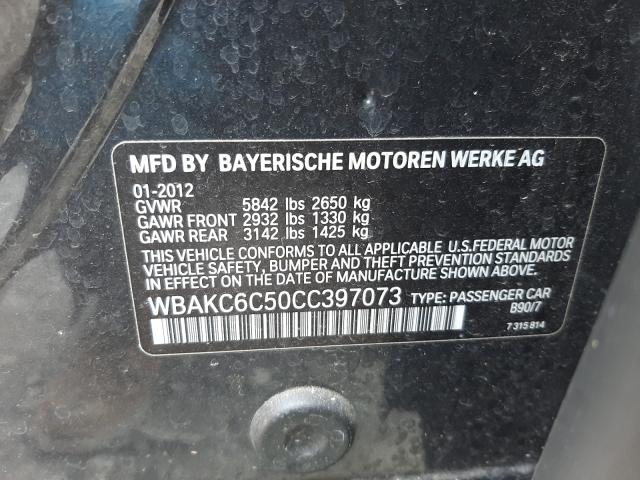 MFD BY BAYERISCHE MOTOREN WERKE AG
01-2012
GVWR 5842 lbs 2650 kg
GAWR FRONT 2932 lbs 1330 kg
GAWR REAR 3142 lbs 1425 kg
THIS VEHICLE CONFORMS TO ALL APPLICABLE U.S.FEDERAL MOTOR
VEHICLE SAFETY, BUMPER AND THEFT PREVENTION STANDARDS
IN EFFECT ON THE DATE OF MANUFACTURE SHOWN ABOVE.
WBAKC6C50CC397073 TYPE: PASSENGER CAR
B90/7
7 315 814